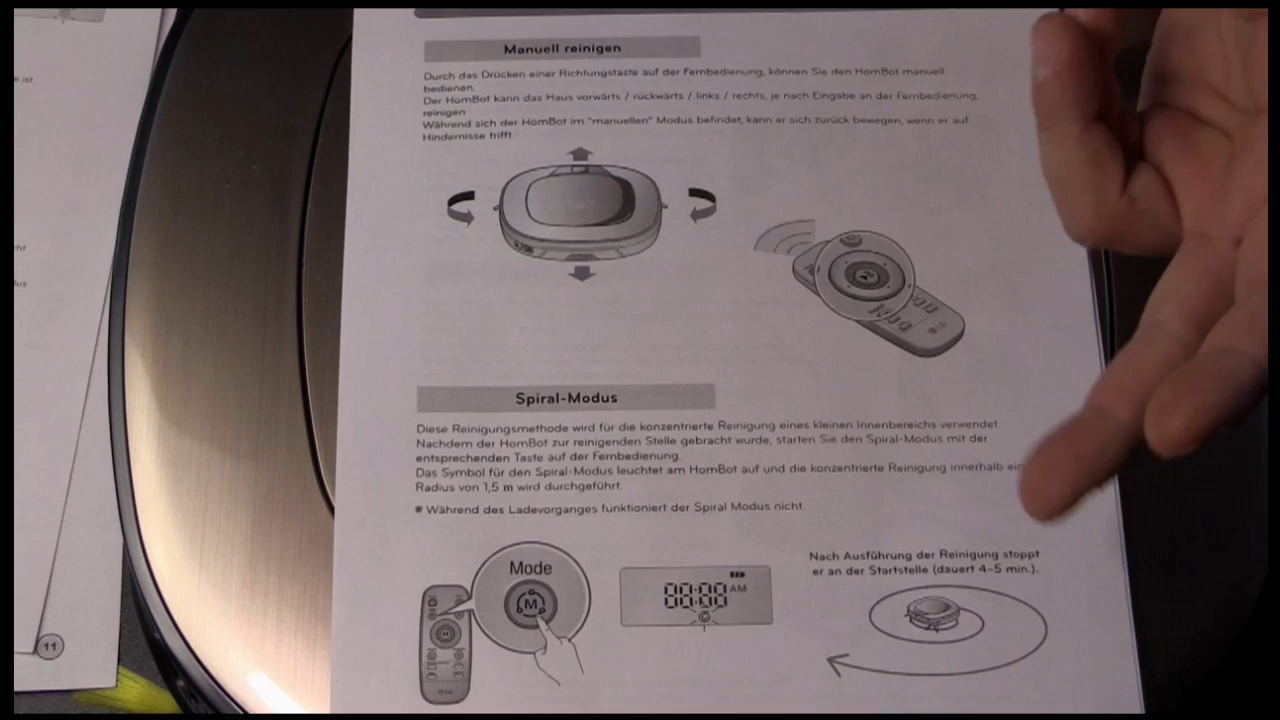 ist.
Manuell reinigen
Durch das Drücken einer Richtungstaste auf der Fernbedienung, können Sie den HomBot manuell
bedienen.
Der HomBot kann das Haus vorwärts / rückwärts / links / rechts, je nach Eingabe an der Fernbedienung,
reinigen
Während sich der HomBot im "manuellen" Modus befindet, kann er sich zurück bewegen, wenn er auf
Hindernisse trifft.
LG
Spiral-Modus
Diese Reinigungsmethode wird für die konzentrierte Reinigung eines kleinen Innenbereichs verwendet.
Nachdem der HomBot zur reinigenden Stelle gebracht wurde, starten Sie den Spiral-Modus mit der
entsprechenden Taste auf der Fernbedienung.
Das Symbol für den Spiral-Modus leuchtet am HomBot auf und die konzentrierte Reinigung innerhalb ein
Radius von 1,5 m wird durchgeführt.
Während des Ladevorganges funktioniert der Spiral Modus nicht.
Mode
M
00:00 AM
Nach Ausführung der Reinigung stoppt
er an der Startstelle (dauert 4-5 min.).
LG
11